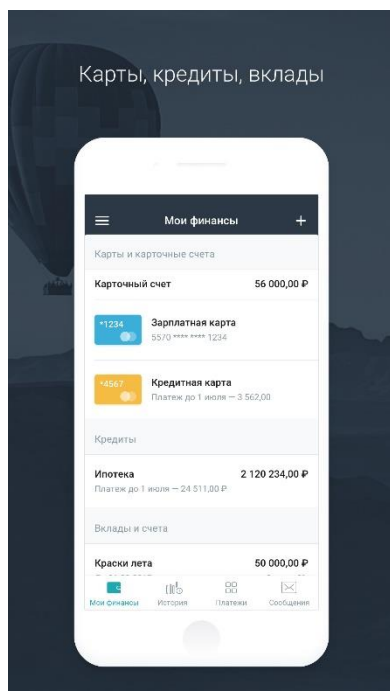 Карты, кредиты, вклады
Мои финансы +
Карты и карточные счета
Карточный счет 56 000,00 ₽
*1234 Зарплатная карта
5570 **** **** 1234
*4567 Кредитная карта
Платеж до 1 июля — 3 562,00
Кредиты
Ипотека 2 120 234,00 ₽
Платеж до 1 июля — 24 511,00 ₽
Вклады и счета
Краски лета 50 000,00 ₽
Мои финансы История Платежи Сообщения